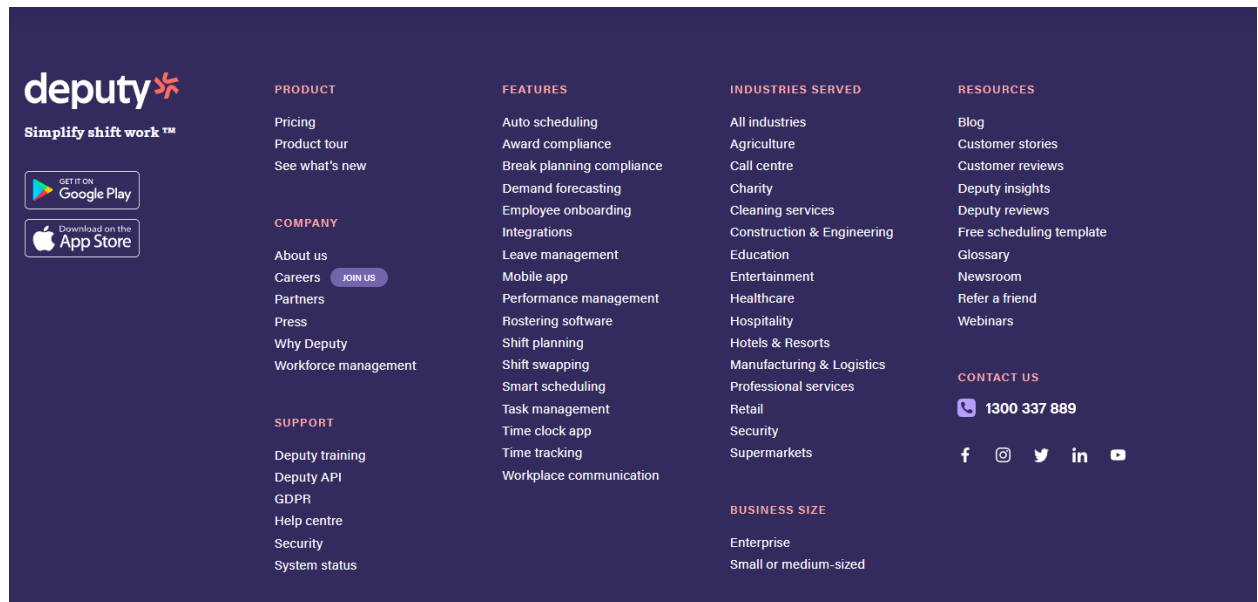 deputy
Simplify shift work ™
GET IT ON
Google Play
Download on the
App Store
PRODUCT
Pricing
Product tour
See what's new
COMPANY
About us
Careers JOIN US
Partners
Press
Why Deputy
Workforce management
SUPPORT
Deputy training
Deputy API
GDPR
Help centre
Security
System status
FEATURES
Auto scheduling
Award compliance
Break planning compliance
Demand forecasting
Employee onboarding
Integrations
Leave management
Mobile app
Performance management
Rostering software
Shift planning
Shift swapping
Smart scheduling
Task management
Time clock app
Time tracking
Workplace communication
INDUSTRIES SERVED
All industries
Agriculture
Call centre
Charity
Cleaning services
Construction & Engineering
Education
Entertainment
Healthcare
Hospitality
Hotels & Resorts
Manufacturing & Logistics
Professional services
Retail
Security
Supermarkets
BUSINESS SIZE
Enterprise
Small or medium-sized
RESOURCES
Blog
Customer stories
Customer reviews
Deputy insights
Deputy reviews
Free scheduling template
Glossary
Newsroom
Refer a friend
Webinars
CONTACT US
1300 337 889